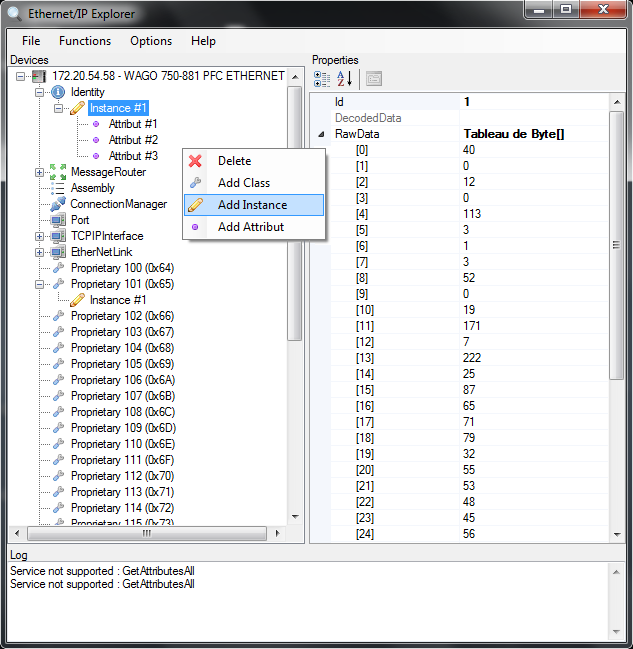 Ethernet/IP Explorer
File Functions Options Help
Devices
172.20.54.58 - WAGO 750-881 PFC ETHERNET
Identity
Instance #1
Attribut #1
Attribut #2
Attribut #3
MessageRouter
Assembly
ConnectionManager
Port
TCPIPInterface
EtherNetLink
Proprietary 100 (0x64)
Proprietary 101 (0x65)
Instance #1
Proprietary 102 (0x66)
Proprietary 103 (0x67)
Proprietary 104 (0x68)
Proprietary 105 (0x69)
Proprietary 106 (0x6A)
Proprietary 107 (0x6B)
Proprietary 108 (0x6C)
Proprietary 109 (0x6D)
Proprietary 110 (0x6E)
Proprietary 111 (0x6F)
Proprietary 112 (0x70)
Proprietary 113 (0x71)
Proprietary 114 (0x72)
Proprietary 115 (0x73)
Delete
Add Class
Add Instance
Add Attribut
Properties
Id 1
DecodedData
RawData Tableau de Byte[]
[0] 40
[1] 0
[2] 12
[3] 0
[4] 113
[5] 3
[6] 1
[7] 3
[8] 52
[9] 0
[10] 19
[11] 171
[12] 7
[13] 222
[14] 25
[15] 87
[16] 65
[17] 71
[18] 79
[19] 32
[20] 55
[21] 53
[22] 48
[23] 45
[24] 56
Log
Service not supported : GetAttributesAll
Service not supported : GetAttributesAll